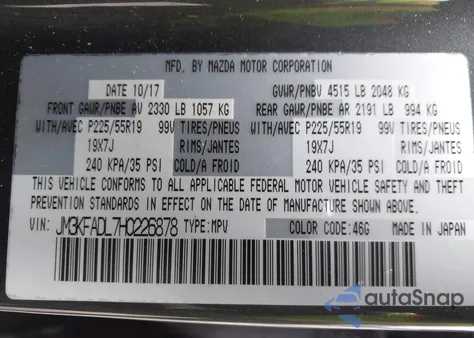 MFD. BY MAZDA MOTOR CORPORATION
DATE 10/17 GVWR/PNBV 4515 LB 2048 KG
FRONT GAWR/PNBE AV 2330 LB 1057 KG REAR GAWR/PNBE AR 2191 LB 994 KG
WITH/AVEC P225/55R19 99V TIRES/PNEUS WITH/AVEC P225/55R19 99V TIRES/PNEUS
19X7J RIMS/JANTES 19X7J RIMS/JANTES
240 KPA/35 PSI COLD/A FROID 240 KPA/35 PSI COLD/A FROID
THIS VEHICLE CONFORMS TO ALL APPLICABLE FEDERAL MOTOR VEHICLE SAFETY AND THEFT
PREVENTION STANDARDS IN EFFECT ON THE DATE OF MANUFACTURE SHOWN ABOVE.
VIN: JM3KFADL7H0226878 TYPE: MPV COLOR CODE: 46G MADE IN JAPAN
autoSnap